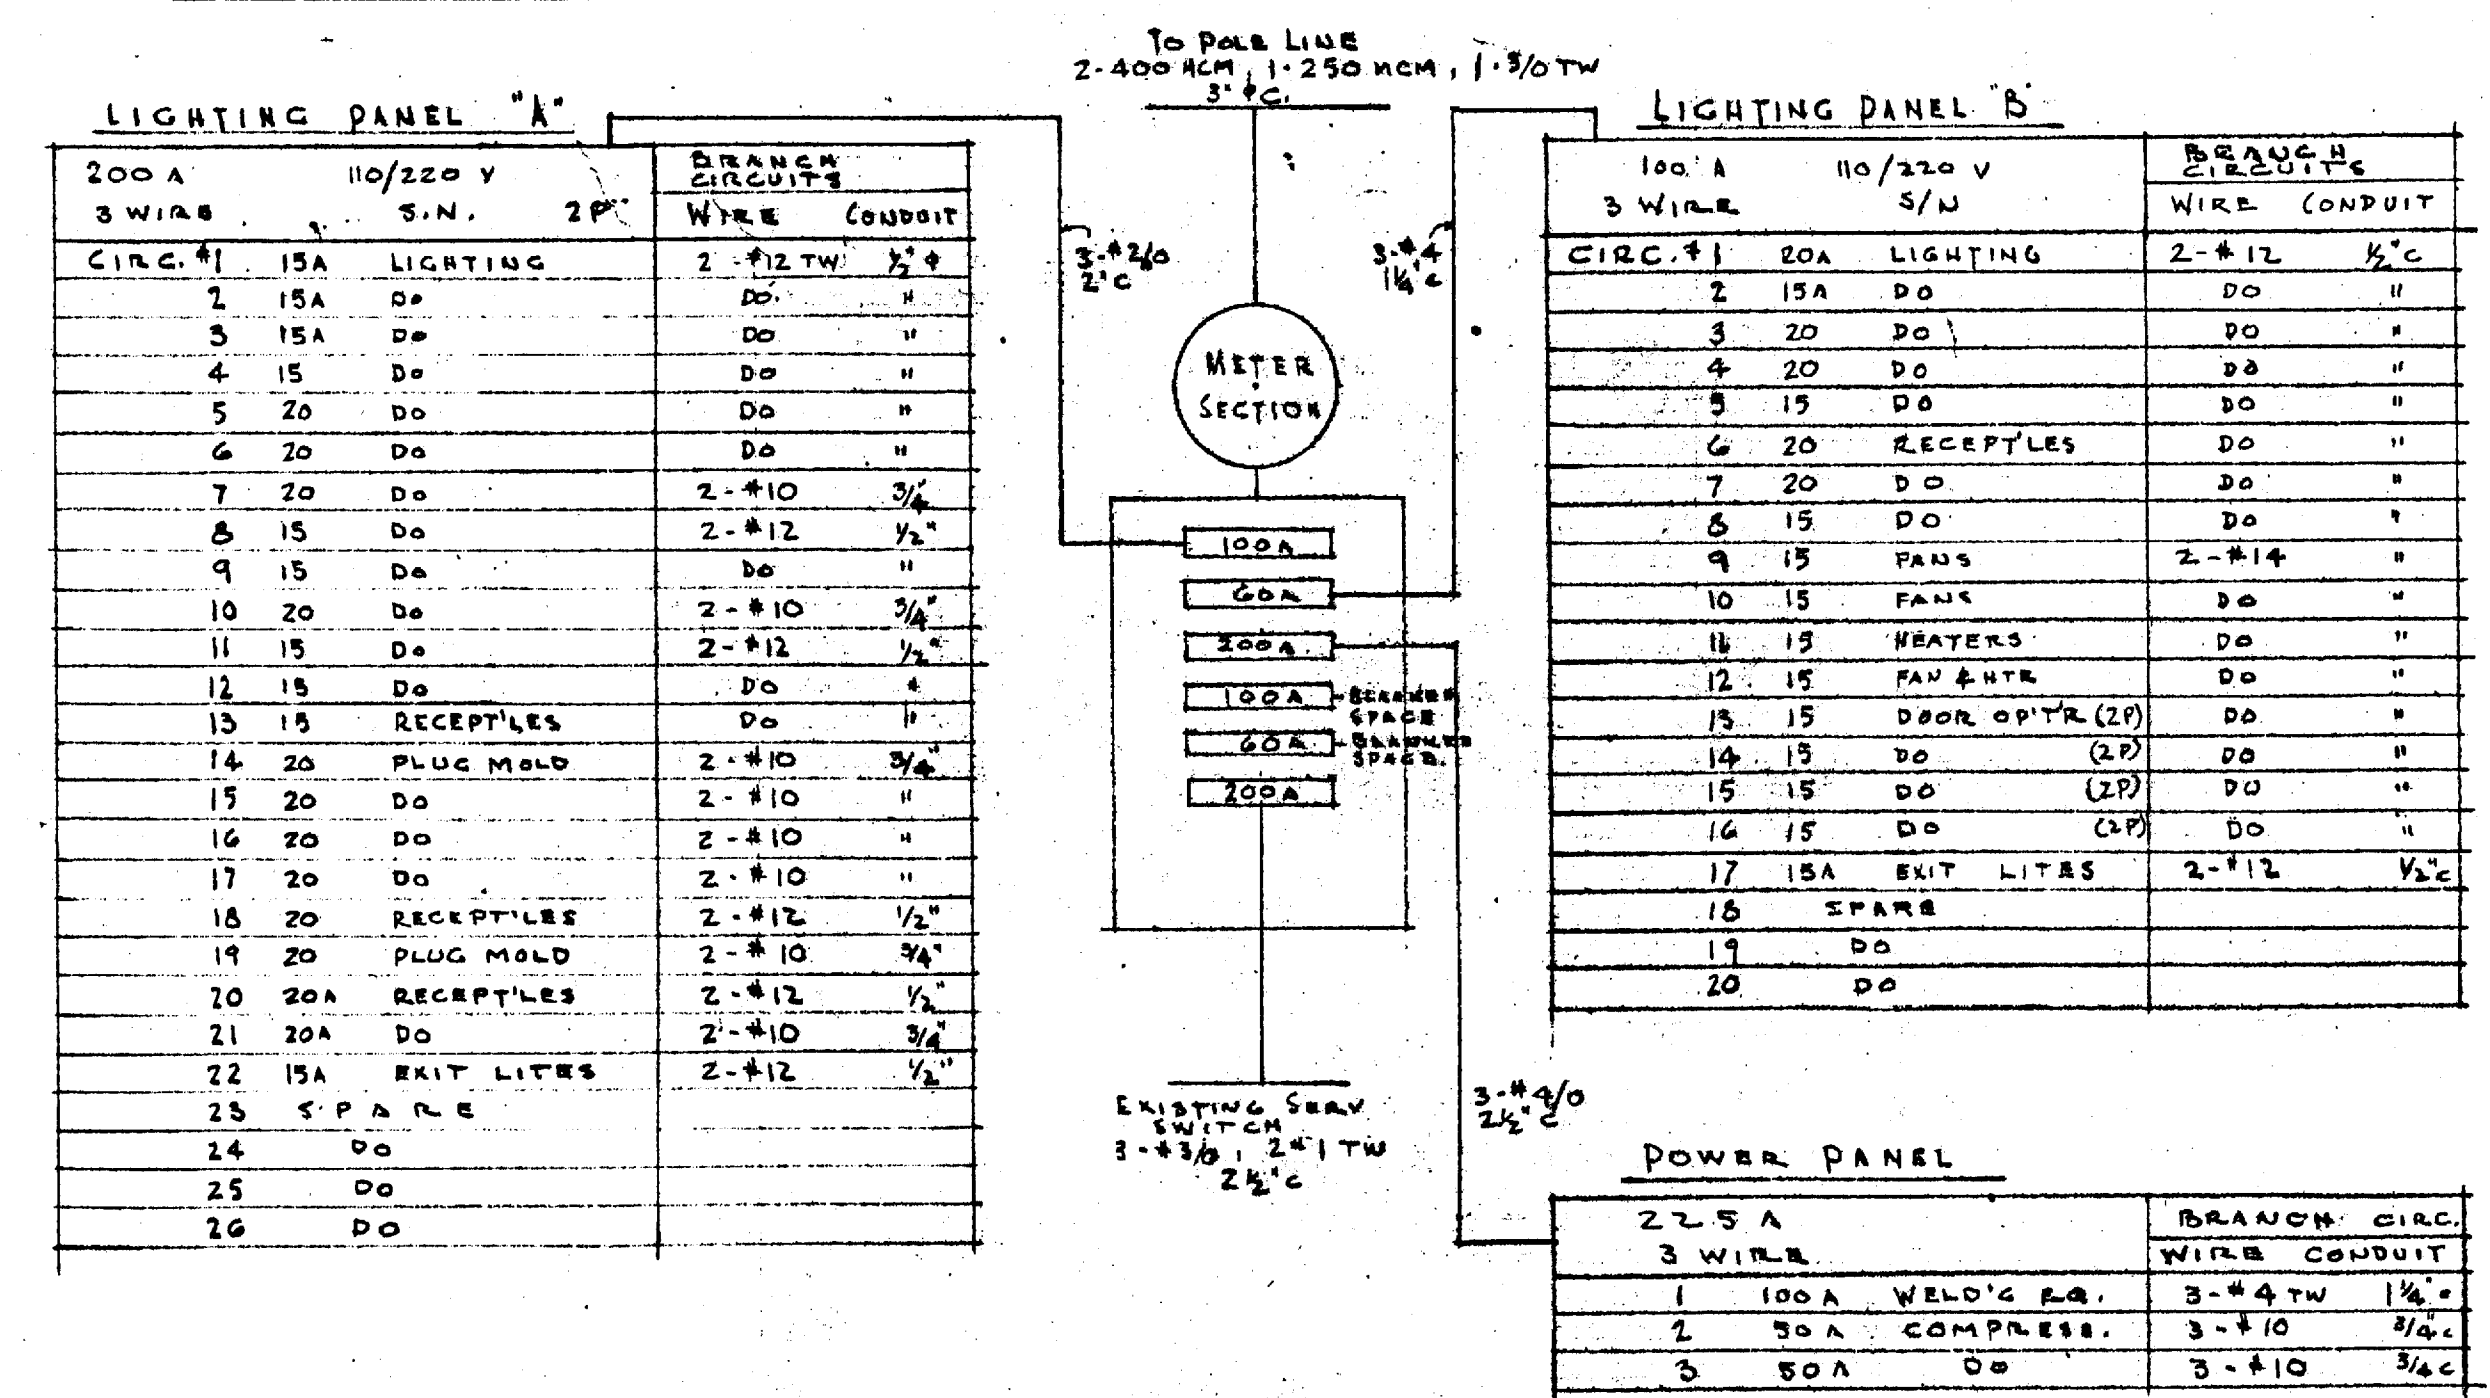 TO POLE LINE
2-400 MCM, 1-250 MCM, 1-3/0 TW
3" φ C.
LIGHTING PANEL "A"
200 A 110/220 V
3 WIRE S.N. 2P
BRANCH CIRCUITS
WIRE CONDUIT
CIRC. #1 15A LIGHTING 2-#12 TW ½" φ
2 15A DO DO. "
3 15A DO DO "
4 15 DO DO "
5 20 DO DO "
6 20 DO DO "
7 20 DO 2-#10 3/4"
8 15 DO 2-#12 ½"
9 15 DO DO "
10 20 DO 2-#10 3/4"
11 15 DO 2-#12 ½"
12 15 DO DO "
13 15 RECEPT'LES DO "
14 20 PLUG MOLD 2-#10 3/4"
15 20 DO 2-#10 "
16 20 DO 2-#10 "
17 20 DO 2-#10 "
18 20 RECEPT'LES 2-#12 1/2"
19 20 PLUG MOLD 2-#10 3/4"
20 20A RECEPT'LES 2-#12 ½"
21 20A DO 2-#10 3/4"
22 15A EXIT LITES 2-#12 ½"
23 SPARE
24 DO
25 DO
26 DO
3-#2/0
2" C
3-#4
1¼" C
METER
SECTION
100A
60A
200A
100A
SPACE
60A
SPACE.
200A
EXISTING SERV
SWITCH
3-#3/0, 2#1 TW
2½" C
3-#4/0
2½" C
LIGHTING PANEL "B"
100 A 110/220 V
3 WIRE S/N
BRANCH CIRCUITS
WIRE CONDUIT
CIRC. #1 20A LIGHTING 2-#12 ½" C
2 15A DO DO "
3 20 DO DO "
4 20 DO DO "
5 15 DO DO "
6 20 RECEPT'LES DO "
7 20 DO DO "
8 15 DO DO "
9 15 FANS 2-#14 "
10 15 FANS DO "
11 15 HEATERS DO "
12 15 FAN & HTR DO "
13 15 DOOR OP'T'R (2P) DO "
14 15 DO (2P) DO "
15 15 DO (2P) DO "
16 15 DO (2P) DO "
17 15A EXIT LITES 2-#12 ½" C
18 SPARE
19 DO
20 DO
POWER PANEL
225 A
3 WIRE
BRANCH CIRC.
WIRE CONDUIT
1 100 A WELD'G EQ. 3-#4 TW 1¼" C
2 50 A COMPRESS. 3-#10 3/4" C
3 50 A DO 3-#10 3/4 C